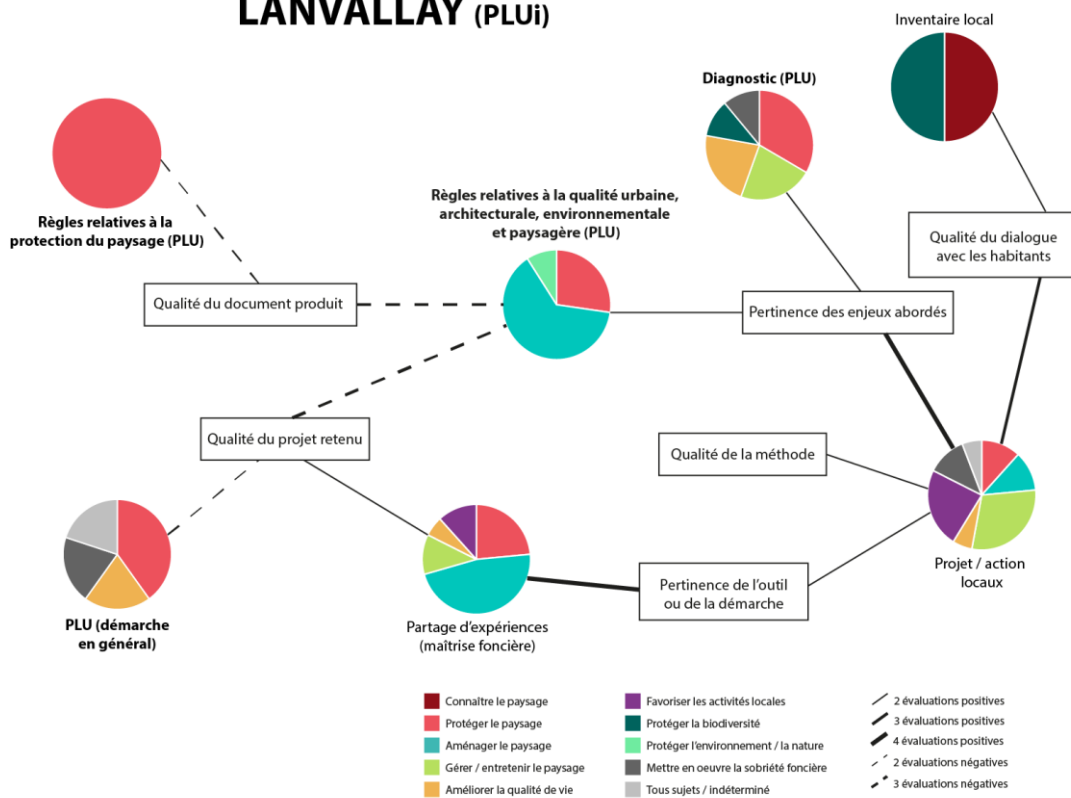 LANVALLAY (PLUi)
Inventaire local
Diagnostic (PLU)
Règles relatives à la
protection du paysage (PLU)
Règles relatives à la qualité urbaine,
architecturale, environnementale
et paysagère (PLU)
Qualité du dialogue
avec les habitants
Qualité du document produit
Pertinence des enjeux abordés
Qualité du projet retenu
Qualité de la méthode
Projet / action
locaux
PLU (démarche
en général)
Partage d'expériences
(maîtrise foncière)
Pertinence de l'outil
ou de la démarche
Connaître le paysage
Protéger le paysage
Aménager le paysage
Gérer / entretenir le paysage
Améliorer la qualité de vie
Favoriser les activités locales
Protéger la biodiversité
Protéger l'environnement / la nature
Mettre en oeuvre la sobriété foncière
Tous sujets / indéterminé
2 évaluations positives
3 évaluations positives
4 évaluations positives
2 évaluations négatives
3 évaluations négatives